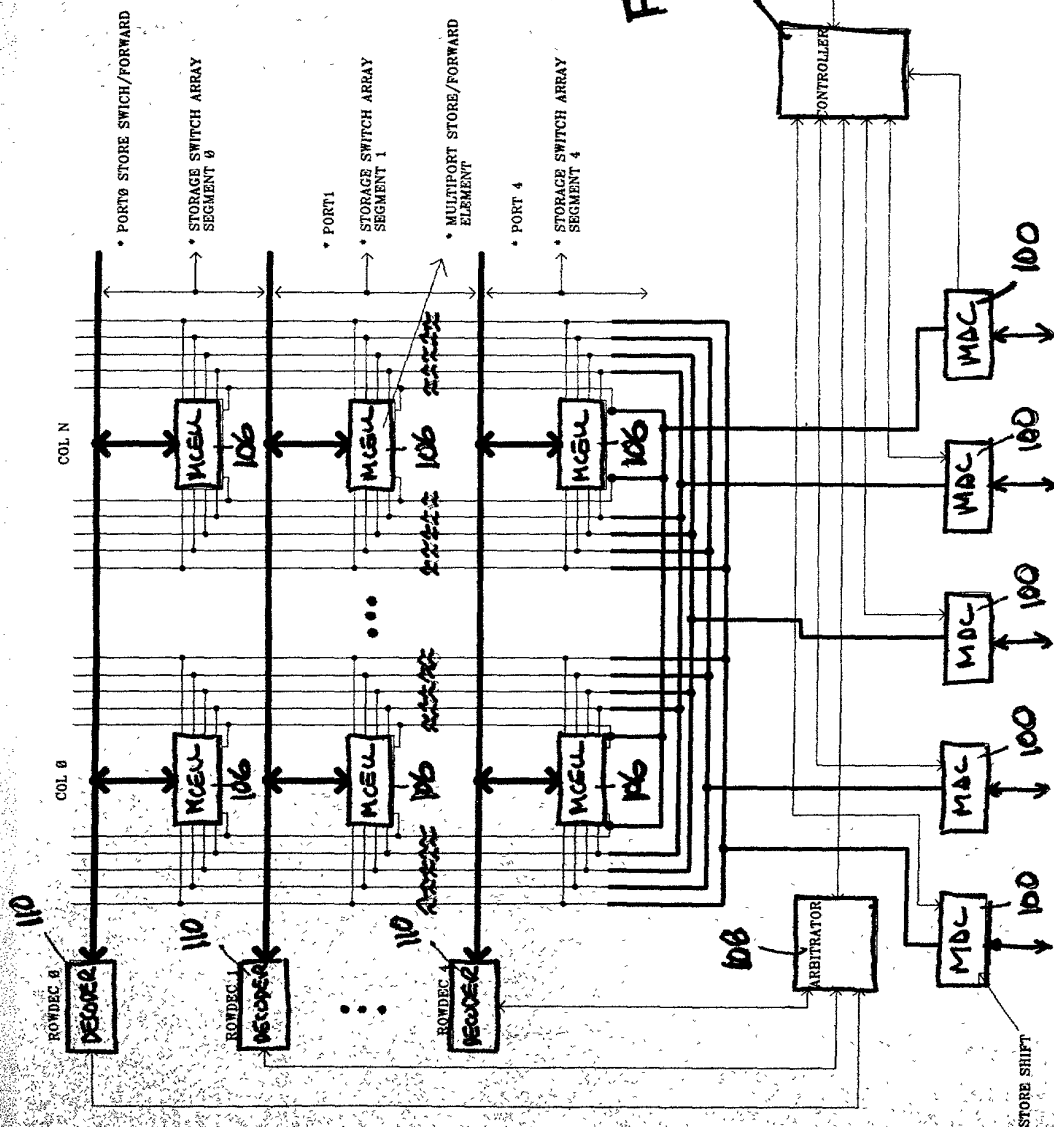 * PORT0 STORE SWICH/FORWARD
* STORAGE SWITCH ARRAY
SEGMENT 0
* PORT1
* STORAGE SWITCH ARRAY
SEGMENT 1
* MULTIPORT STORE/FORWARD
ELEMENT
* PORT 4
* STORAGE SWITCH ARRAY
SEGMENT 4
COL N
MCELL
106
MCELL
106
MCELL
106
COL 0
MCELL
106
MCELL
106
MCELL
106
110
ROWDEC 0
DECODER
110
ROWDEC 1
DECODER
110
ROWDEC 4
DECODER
108
ARBITRATOR
CONTROLLER
F
MDC
100
MDC
100
MDC
100
MDC
100
MDC
100
STORE SHIFT